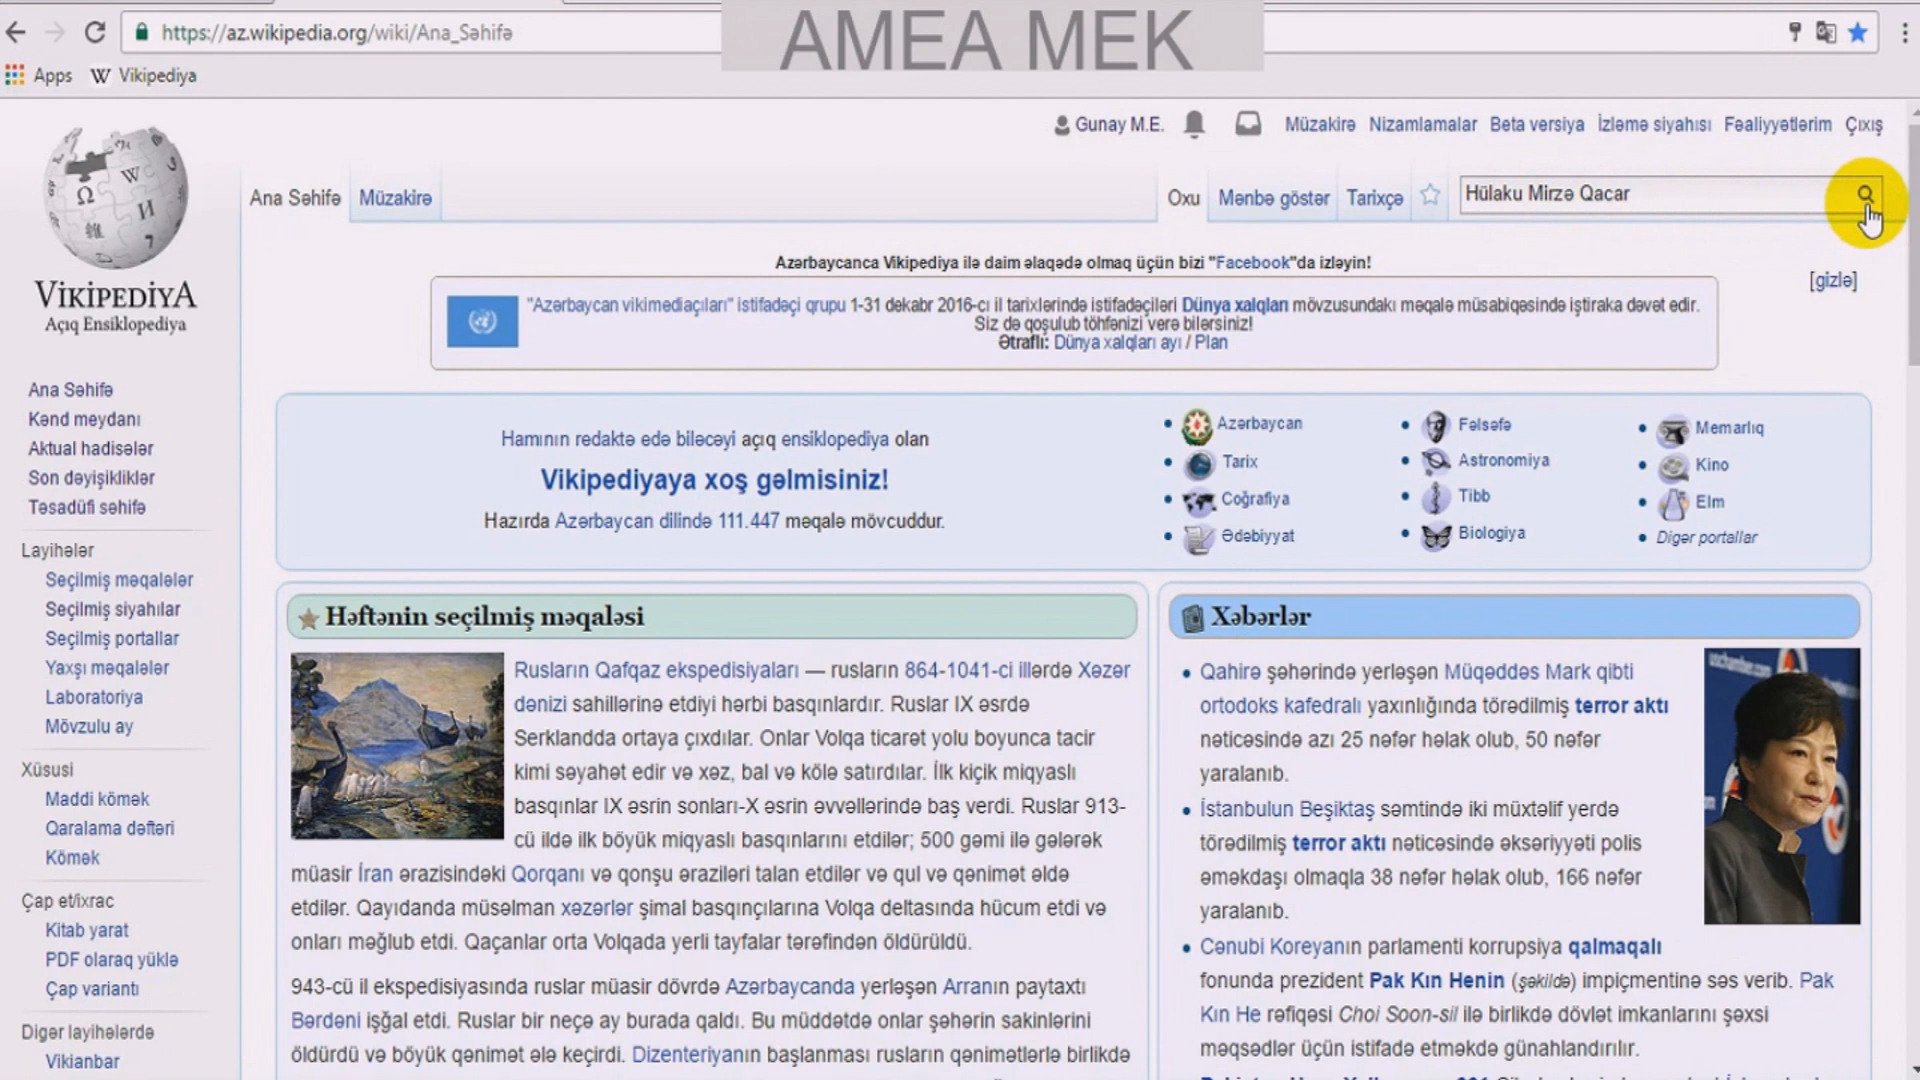 AMEA MEK
https://az.wikipedia.org/wiki/Ana_Səhifə
Apps W Vikipediya
Gunay M.E. Müzakirə Nizamlamalar Beta versiya İzləmə siyahısı Fəaliyyətlərim Çıxış
Ana Səhifə Müzakirə Oxu Mənbə göstər Tarixçə Hülaku Mirzə Qacar
VİKİPEDİYA
Açıq Ensiklopediya
Ana Səhifə
Kənd meydanı
Aktual hadisələr
Son dəyişikliklər
Təsadüfi səhifə
Layihələr
Seçilmiş məqalələr
Seçilmiş siyahılar
Seçilmiş portallar
Yaxşı məqalələr
Laboratoriya
Mövzulu ay
Xüsusi
Maddi kömək
Qaralama dəftəri
Kömək
Çap et/ixrac
Kitab yarat
PDF olaraq yüklə
Çap variantı
Digər layihələrdə
Vikianbar
Azərbaycanca Vikipediya ilə daim əlaqədə olmaq üçün bizi "Facebook"da izləyin!
[gizlə]
"Azərbaycan vikimediaçıları" istifadəçi qrupu 1-31 dekabr 2016-cı il tarixlərində istifadəçiləri Dünya xalqları mövzusundakı məqalə müsabiqəsində iştiraka dəvət edir.
Siz də qoşulub töhfənizi verə bilərsiniz!
Ətraflı: Dünya xalqları ayı / Plan
Hamının redaktə edə biləcəyi açıq ensiklopediya olan
Vikipediyaya xoş gəlmisiniz!
Hazırda Azərbaycan dilində 111.447 məqalə mövcuddur.
Azərbaycan
Tarix
Coğrafiya
Ədəbiyyat
Fəlsəfə
Astronomiya
Tibb
Biologiya
Memarlıq
Kino
Elm
Digər portallar
Həftənin seçilmiş məqaləsi
Rusların Qafqaz ekspedisiyaları — rusların 864-1041-ci illərdə Xəzər
dənizi sahillərinə etdiyi hərbi basqınlardır. Ruslar IX əsrdə
Serklandda ortaya çıxdılar. Onlar Volqa ticarət yolu boyunca tacir
kimi səyahət edir və xəz, bal və kölə satırdılar. İlk kiçik miqyaslı
basqınlar IX əsrin sonları-X əsrin əvvəllərində baş verdi. Ruslar 913-
cü ildə ilk böyük miqyaslı basqınlarını etdilər; 500 gəmi ilə gələrək
müasir İran ərazisindəki Qorqanı və qonşu əraziləri talan etdilər və qul və qənimət əldə
etdilər. Qayıdanda müsəlman xəzərlər şimal basqınçılarına Volqa deltasında hücum etdi və
onları məğlub etdi. Qaçanlar orta Volqada yerli tayfalar tərəfindən öldürüldü.
943-cü il ekspedisiyasında ruslar müasir dövrdə Azərbaycanda yerləşən Arranın paytaxtı
Bərdəni işğal etdi. Ruslar bir neçə ay burada qaldı. Bu müddətdə onlar şəhərin sakinlərini
öldürdü və böyük qənimət ələ keçirdi. Dizenteriyanın başlanması rusların qənimətlərlə birlikdə
Xəbərlər
Qahirə şəhərində yerləşən Müqəddəs Mark qibti
ortodoks kafedralı yaxınlığında törədilmiş terror aktı
nəticəsində azı 25 nəfər həlak olub, 50 nəfər
yaralanıb.
İstanbulun Beşiktaş səmtində iki müxtəlif yerdə
törədilmiş terror aktı nəticəsində əksəriyyəti polis
əməkdaşı olmaqla 38 nəfər həlak olub, 166 nəfər
yaralanıb.
Cənubi Koreyanın parlamenti korrupsiya qalmaqalı
fonunda prezident Pak Kın Henin (şəkildə) impiçmentinə səs verib. Pak
Kın He rəfiqəsi Choi Soon-sil ilə birlikdə dövlət imkanlarını şəxsi
məqsədlər üçün istifadə etməkdə günahlandırılır.